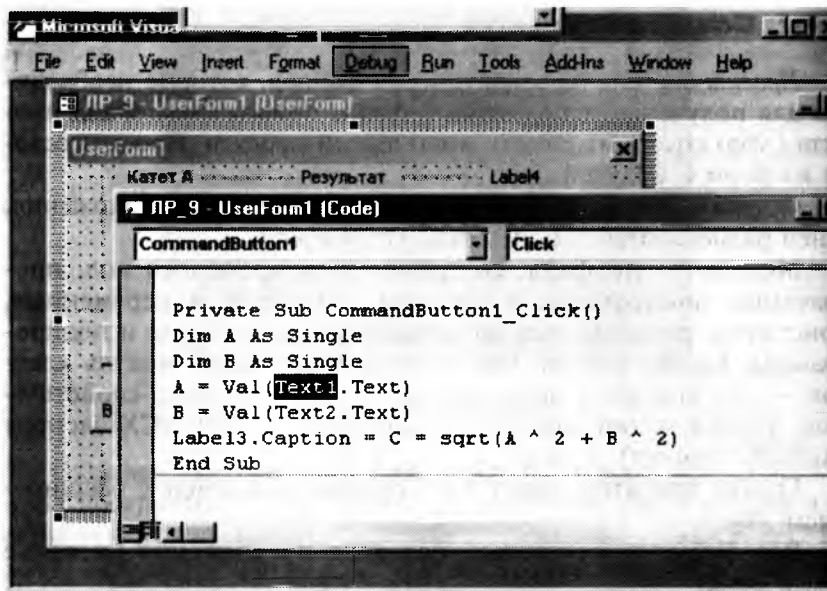 Microsoft Visua
File Edit View Insert Format Debug Run Tools Add-Ins Window Help
ЛР_9 - UserForm1 (UserForm)
UserForm1
Катет А Результат Label4
ЛР_9 - UserForm1 (Code)
CommandButton1 Click
Private Sub CommandButton1_Click()
Dim A As Single
Dim B As Single
A = Val(Text1.Text)
B = Val(Text2.Text)
Label3.Caption = C = sqrt(A ^ 2 + B ^ 2)
End Sub
В